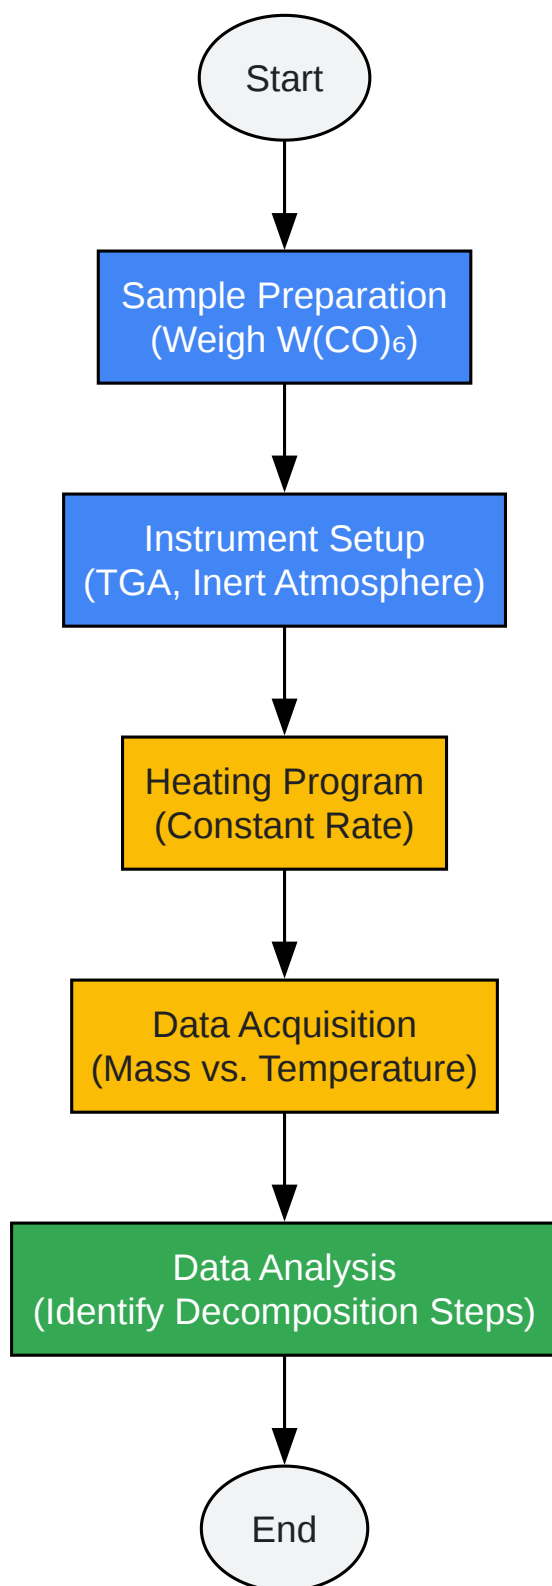 Start
Sample Preparation
(Weigh W(CO)₆)
Instrument Setup
(TGA, Inert Atmosphere)
Heating Program
(Constant Rate)
Data Acquisition
(Mass vs. Temperature)
Data Analysis
(Identify Decomposition Steps)
End